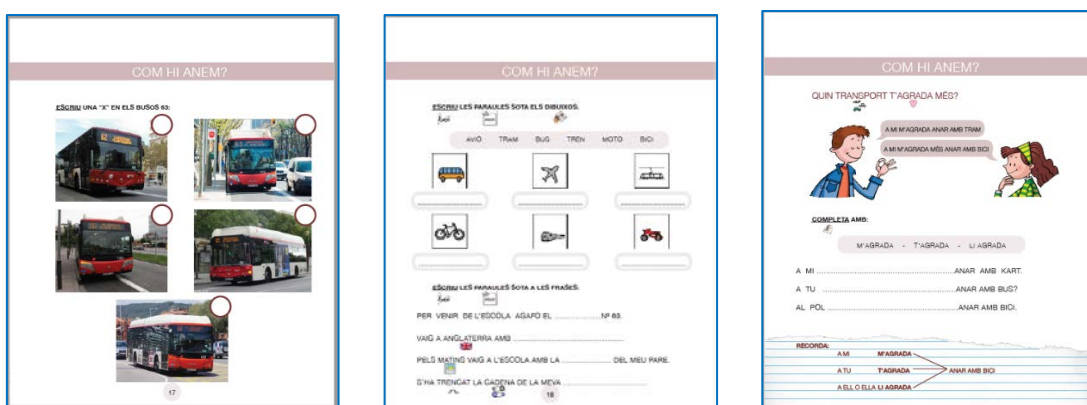 COM HI ANEM?
ESCRIU UNA "X" EN ELS BUSOS 63:
17
COM HI ANEM?
ESCRIU LES PARAULES SOTA ELS DIBUIXOS.
AVIÓ TRAM BUS TREN MOTO BICI
ESCRIU LES PARAULES SOTA A LES FRASES.
PER VENIR DE L'ESCOLA AGAFO EL ................ Nº 63.
VAIG A ANGLATERRA AMB ................
PELS MATINS VAIG A L'ESCOLA AMB LA ................ DEL MEU PARE.
S'HA TRENCAT LA CADENA DE LA MEVA ................
18
COM HI ANEM?
QUIN TRANSPORT T'AGRADA MÉS?
A MI M'AGRADA ANAR AMB TRAM
A MI M'AGRADA MÉS ANAR AMB BICI
COMPLETA AMB:
M'AGRADA - T'AGRADA - LI AGRADA
A MI ................ANAR AMB KART.
A TU ................ANAR AMB BUS?
AL POL ................ANAR AMB BICI.
RECORDA:
A MI M'AGRADA
A TU T'AGRADA ANAR AMB BICI
A ELL O ELLA LI AGRADA